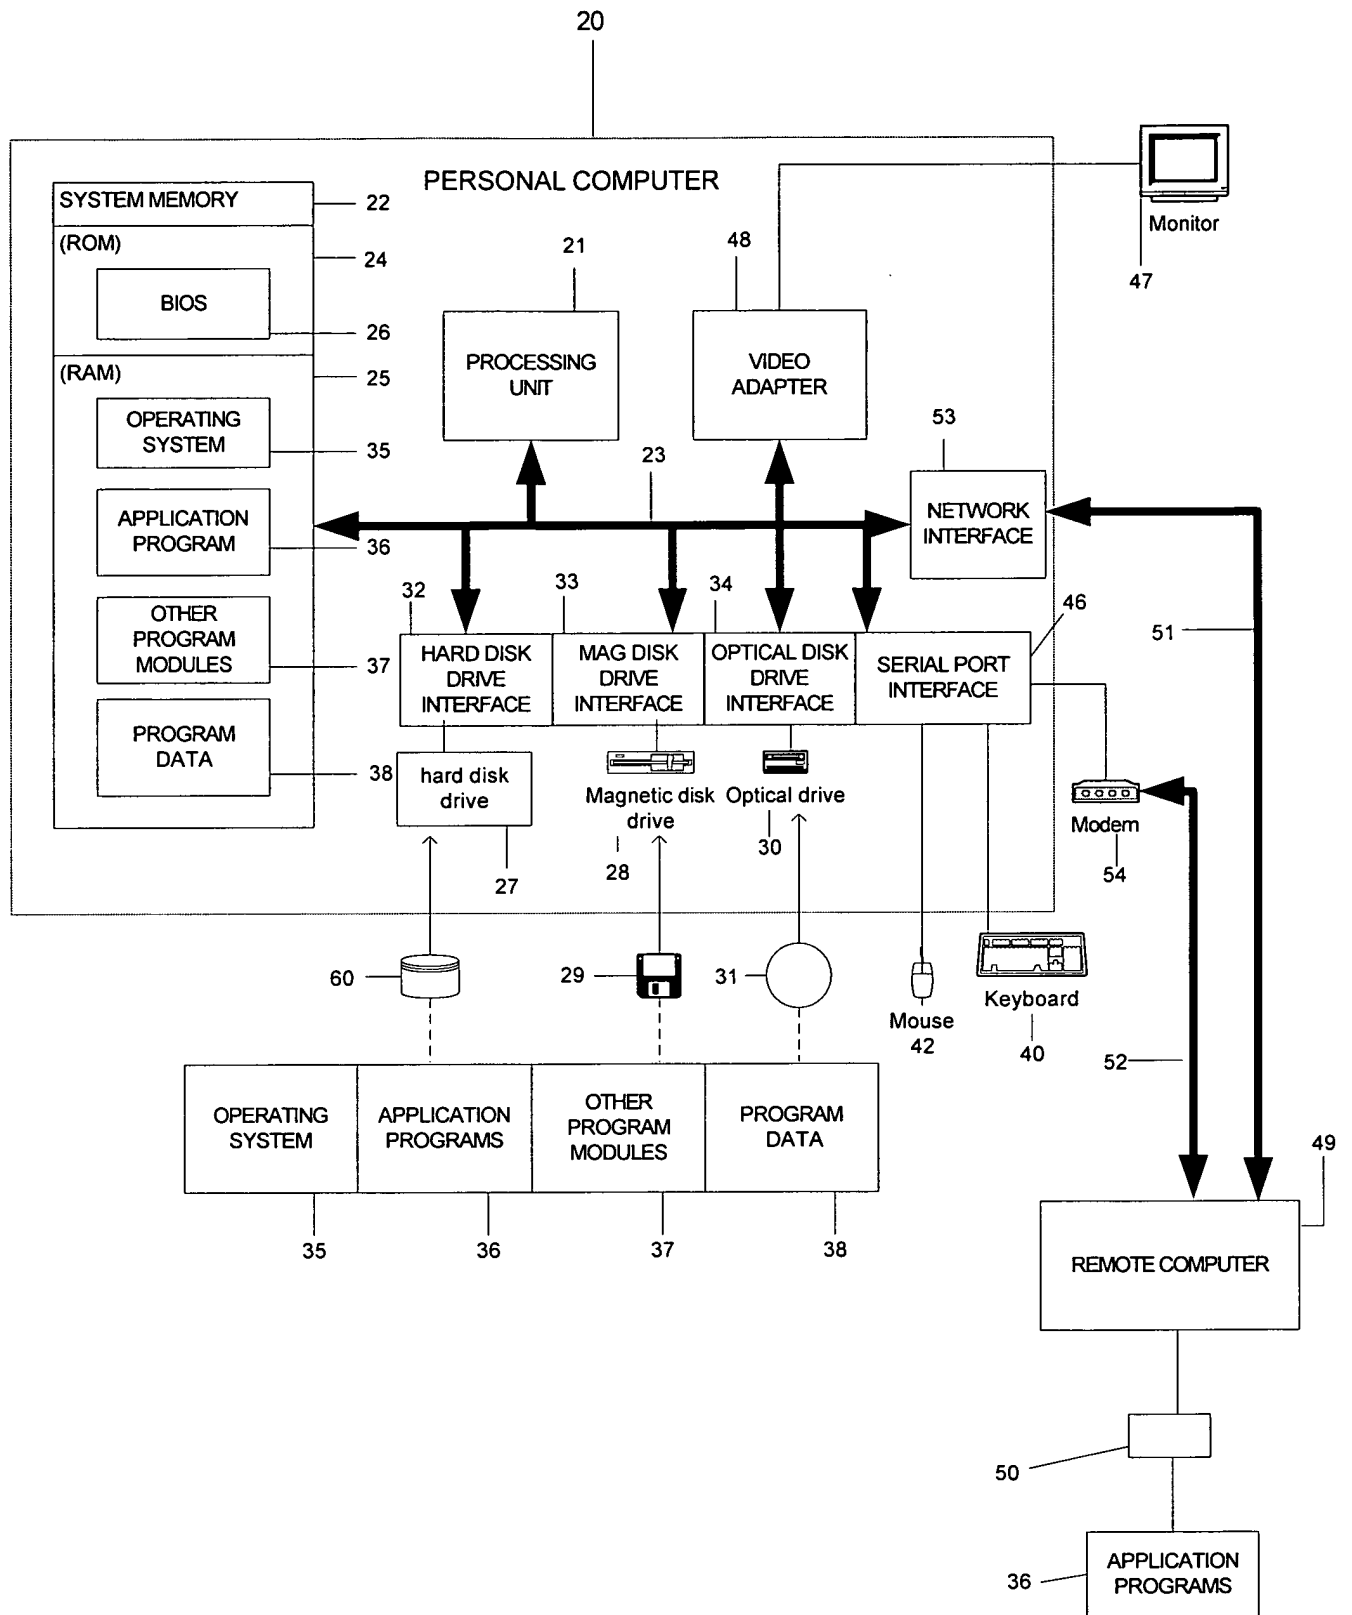 20
PERSONAL COMPUTER
SYSTEM MEMORY
22
(ROM)
24
BIOS
26
(RAM)
25
OPERATING
SYSTEM
35
APPLICATION
PROGRAM
36
OTHER
PROGRAM
MODULES
37
PROGRAM
DATA
38
21
PROCESSING
UNIT
48
VIDEO
ADAPTER
Monitor
47
23
53
NETWORK
INTERFACE
32
HARD DISK
DRIVE
INTERFACE
33
MAG DISK
DRIVE
INTERFACE
34
OPTICAL DISK
DRIVE
INTERFACE
46
SERIAL PORT
INTERFACE
51
hard disk
drive
27
Magnetic disk
drive
28
Optical drive
30
Modem
54
60
29
31
Mouse
42
Keyboard
40
52
OPERATING
SYSTEM
APPLICATION
PROGRAMS
OTHER
PROGRAM
MODULES
PROGRAM
DATA
35
36
37
38
49
REMOTE COMPUTER
50
36
APPLICATION
PROGRAMS